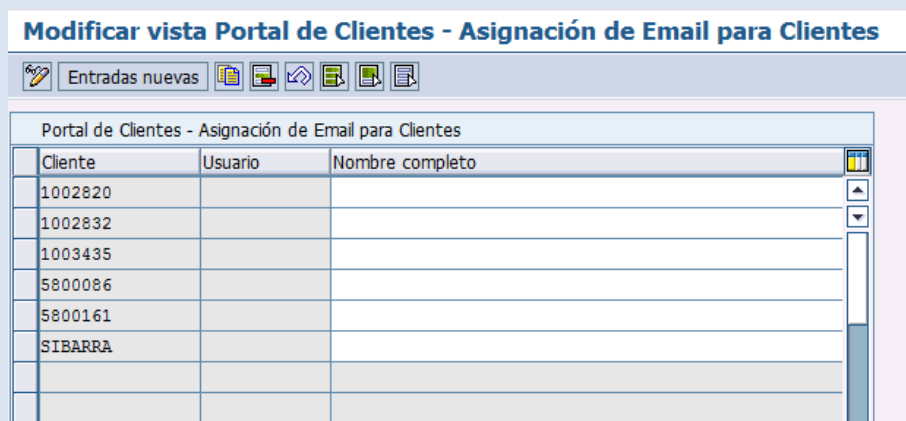 Modificar vista Portal de Clientes - Asignación de Email para Clientes
Entradas nuevas
Portal de Clientes - Asignación de Email para Clientes
Cliente Usuario Nombre completo
1002820
1002832
1003435
5800086
5800161
SIBARRA